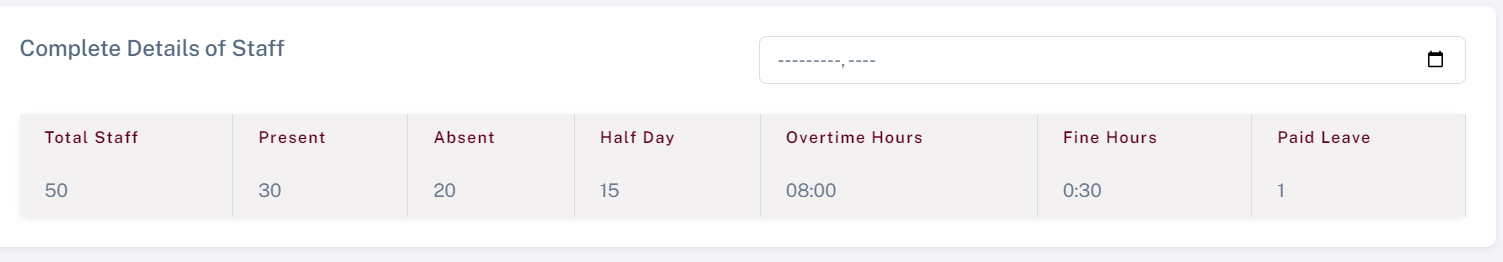 Complete Details of Staff
---------, ----
Total Staff Present Absent Half Day Overtime Hours Fine Hours Paid Leave
50 30 20 15 08:00 0:30 1